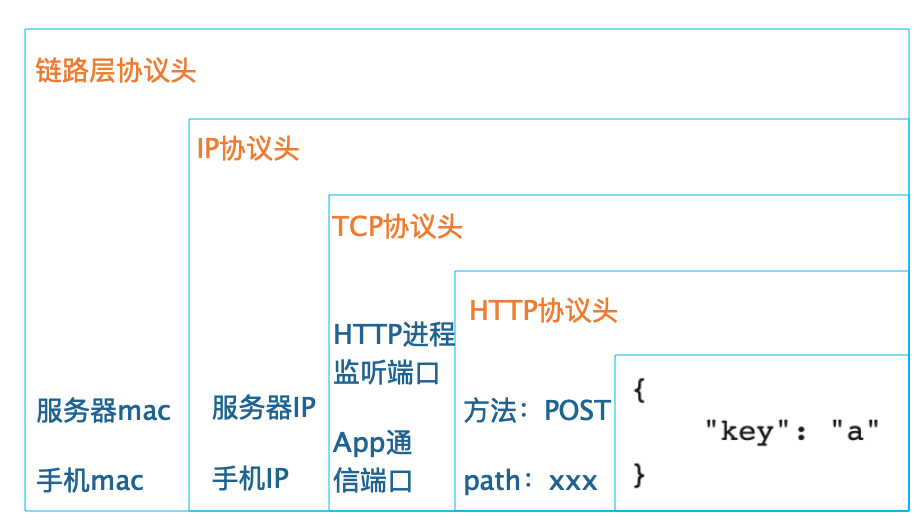 链路层协议头
IP协议头
TCP协议头
HTTP协议头
HTTP进程
监听端口
App通
信端口
服务器mac
手机mac
服务器IP
手机IP
方法：POST
path：xxx
{
"key": "a"
}